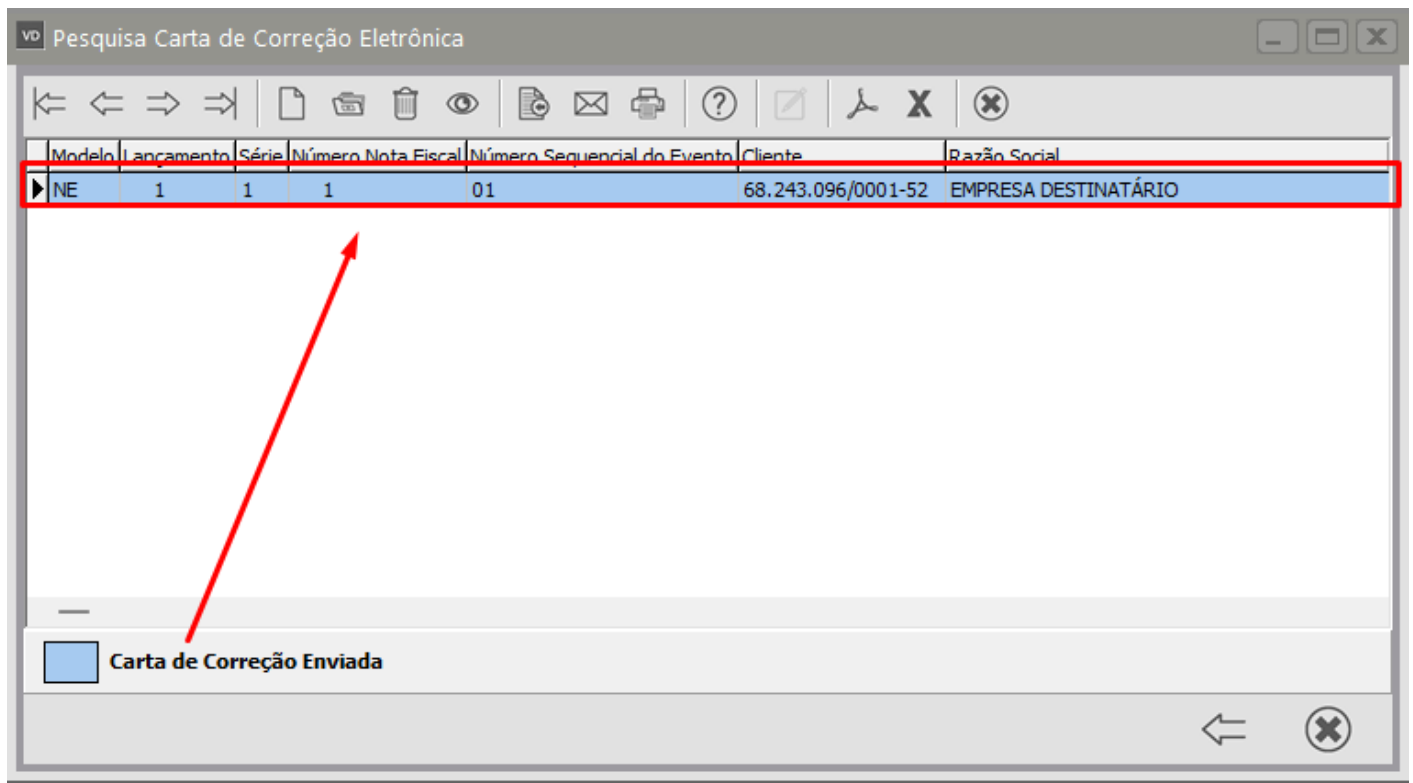 VD Pesquisa Carta de Correção Eletrônica
Modelo Lançamento Série Número Nota Fiscal Número Sequencial do Evento Cliente Razão Social
NE 1 1 1 01 68.243.096/0001-52 EMPRESA DESTINATÁRIO
Carta de Correção Enviada